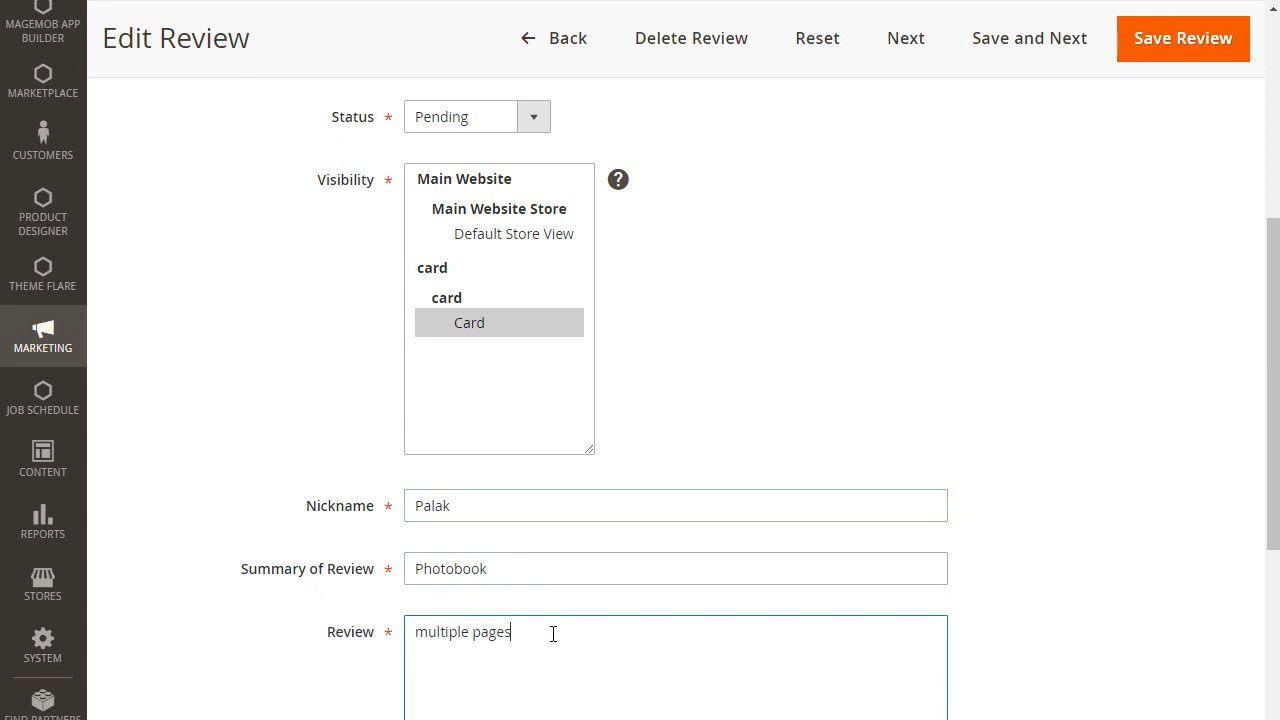 MAGEMOB APP
BUILDER
MARKETPLACE
CUSTOMERS
PRODUCT
DESIGNER
THEME FLARE
MARKETING
JOB SCHEDULE
CONTENT
REPORTS
STORES
SYSTEM
FIND PARTNERS
Edit Review
Back
Delete Review
Reset
Next
Save and Next
Save Review
Status *
Pending
Visibility *
Main Website
Main Website Store
Default Store View
card
card
Card
?
Nickname *
Palak
Summary of Review *
Photobook
Review *
multiple pages